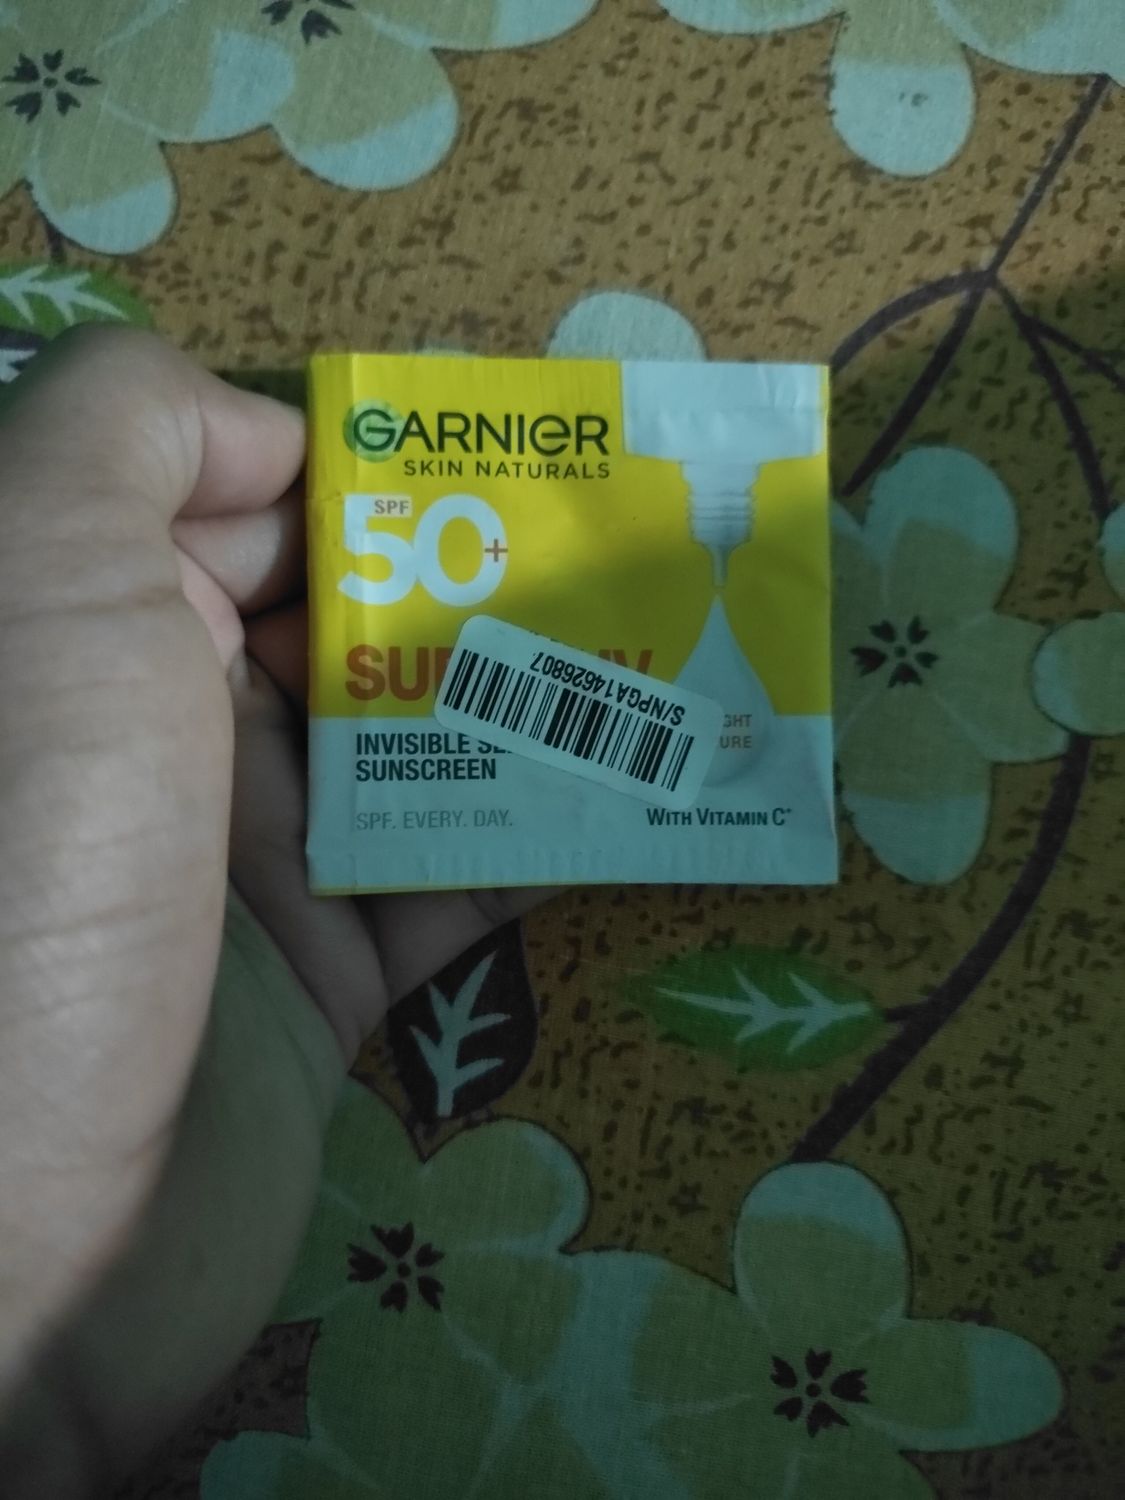 GARNIER
SKIN NATURALS
SPF
50+
INVISIBLE
SUNSCREEN
SPF. EVERY. DAY.
WITH VITAMIN C*
S/NPGA14626807